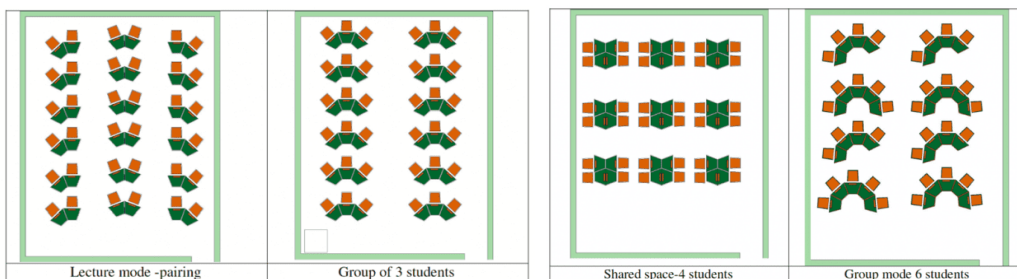 Lecture mode -pairing
Group of 3 students
Shared space-4 students
Group mode 6 students